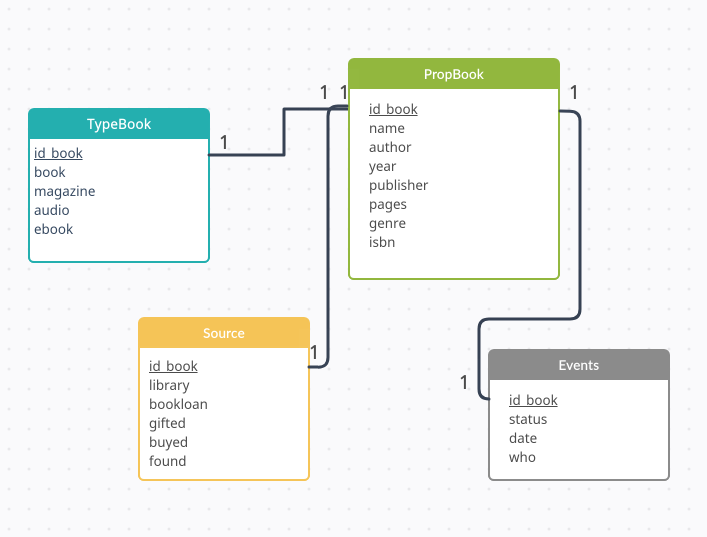 PropBook
1 1
1
id_book
name
author
year
publisher
pages
genre
isbn
TypeBook
1
id_book
book
magazine
audio
ebook
Source
1
id_book
library
bookloan
gifted
buyed
found
Events
1
id_book
status
date
who